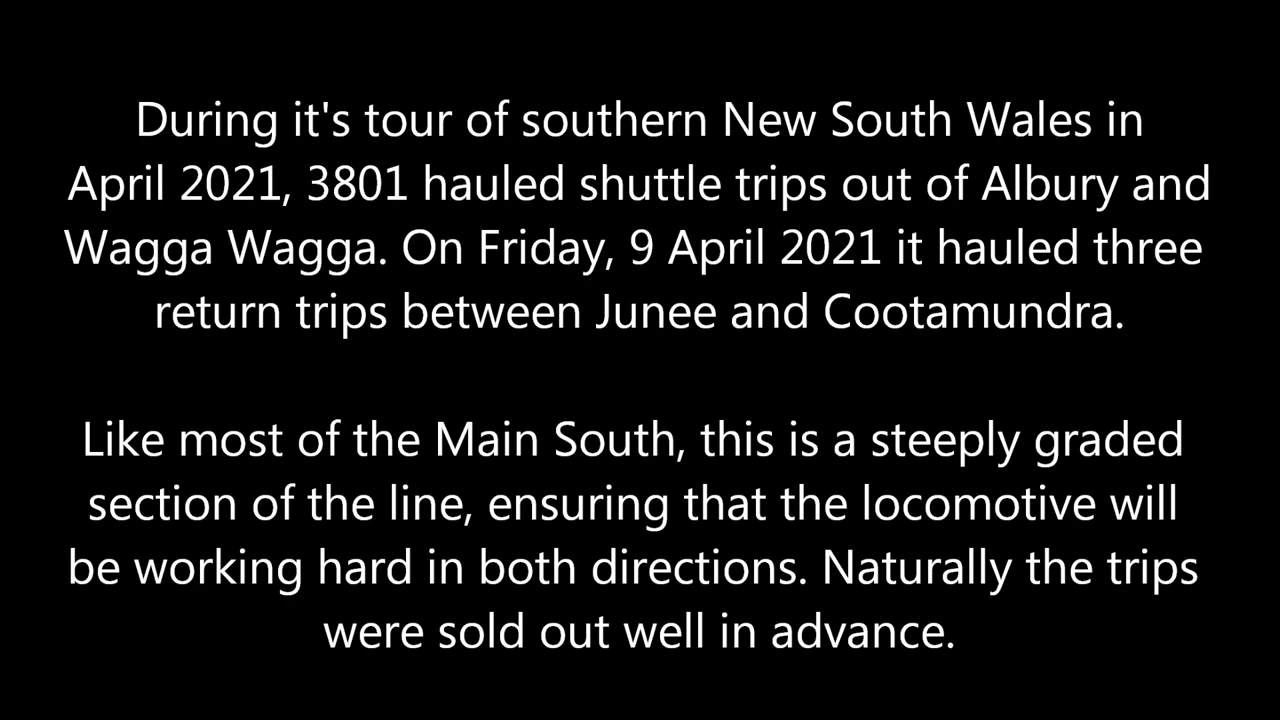 During it's tour of southern New South Wales in
April 2021, 3801 hauled shuttle trips out of Albury and
Wagga Wagga. On Friday, 9 April 2021 it hauled three
return trips between Junee and Cootamundra.
Like most of the Main South, this is a steeply graded
section of the line, ensuring that the locomotive will
be working hard in both directions. Naturally the trips
were sold out well in advance.